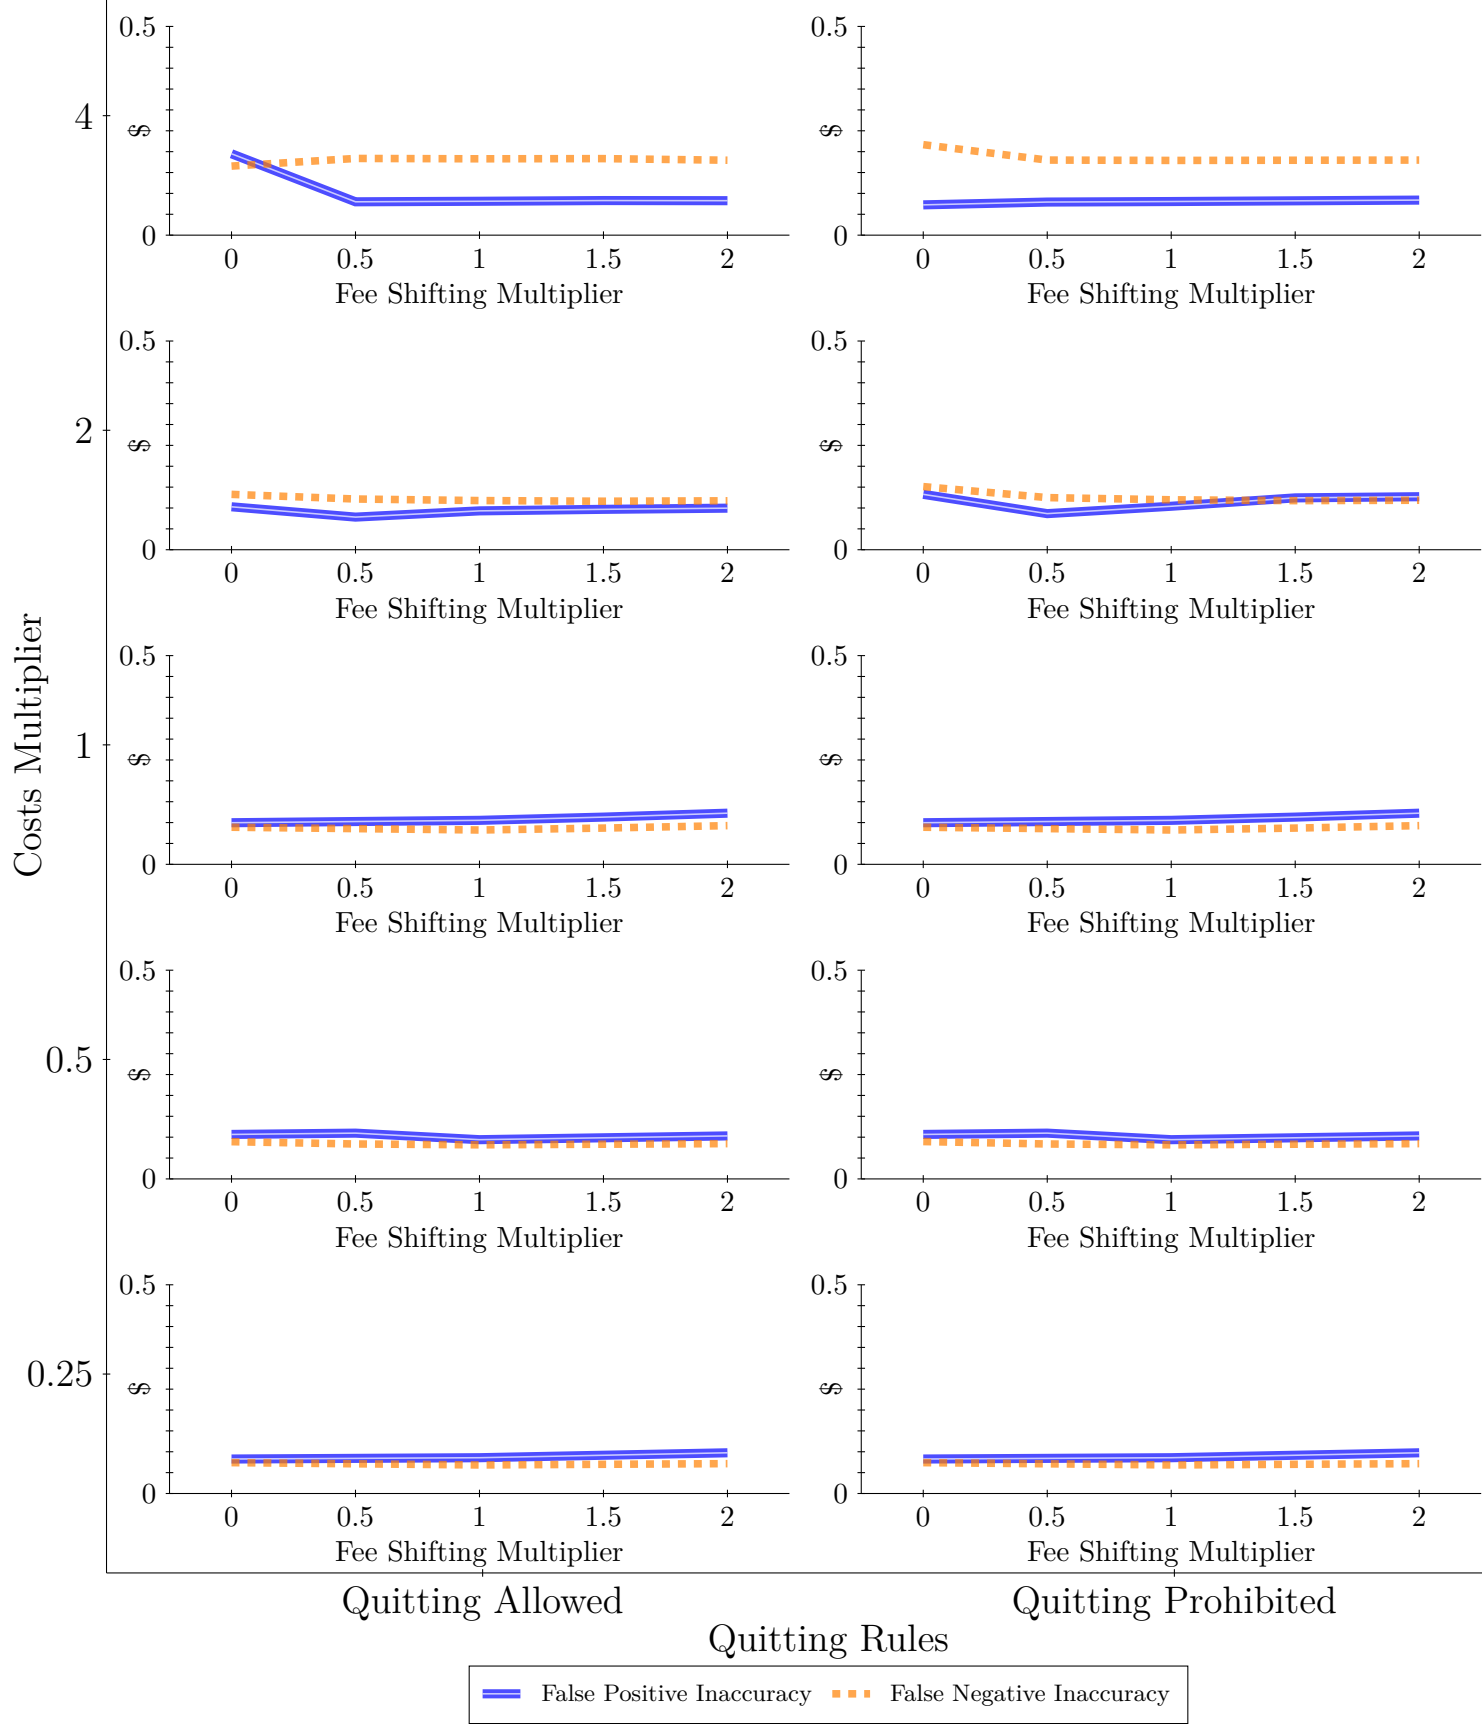 Costs Multiplier
4
0.5
$
0
0 0.5 1 1.5 2
Fee Shifting Multiplier
0.5
$
0
0 0.5 1 1.5 2
Fee Shifting Multiplier
2
0.5
$
0
0 0.5 1 1.5 2
Fee Shifting Multiplier
0.5
$
0
0 0.5 1 1.5 2
Fee Shifting Multiplier
1
0.5
$
0
0 0.5 1 1.5 2
Fee Shifting Multiplier
0.5
$
0
0 0.5 1 1.5 2
Fee Shifting Multiplier
0.5
0.5
$
0
0 0.5 1 1.5 2
Fee Shifting Multiplier
0.5
$
0
0 0.5 1 1.5 2
Fee Shifting Multiplier
0.25
0.5
$
0
0 0.5 1 1.5 2
Fee Shifting Multiplier
0.5
$
0
0 0.5 1 1.5 2
Fee Shifting Multiplier
Quitting Allowed
Quitting Prohibited
Quitting Rules
False Positive Inaccuracy
False Negative Inaccuracy